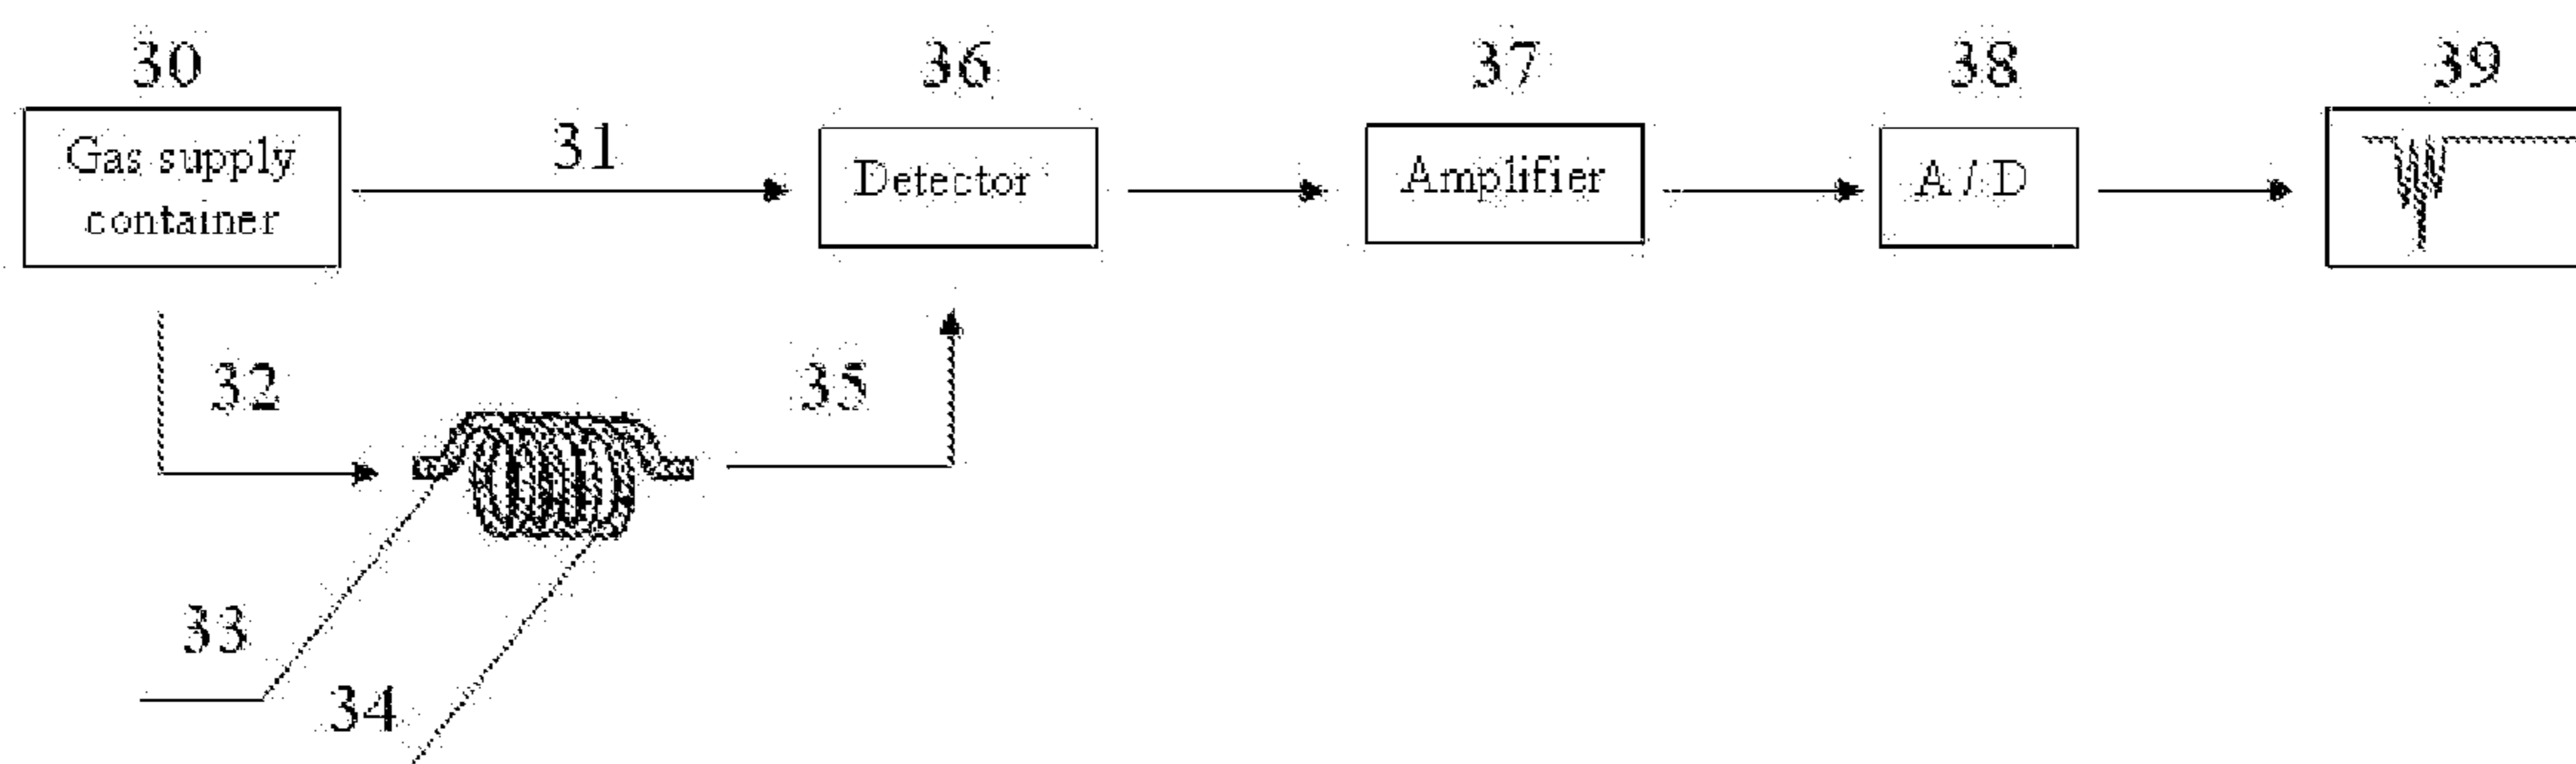 30
36
37
38
39
Gas supply
container
31
Detector
Amplifier
A / D
32
35
33
34